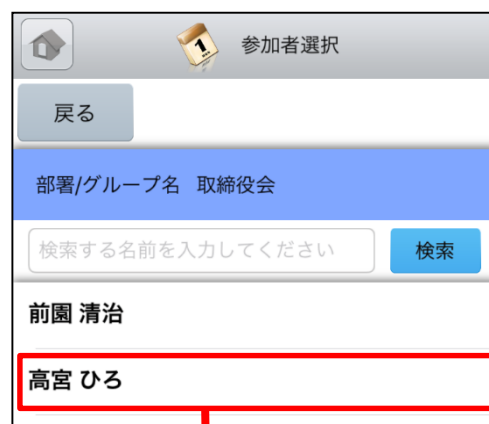 参加者選択
戻る
部署/グループ名 取締役会
検索する名前を入力してください 検索
前園 清治
高宮 ひろ